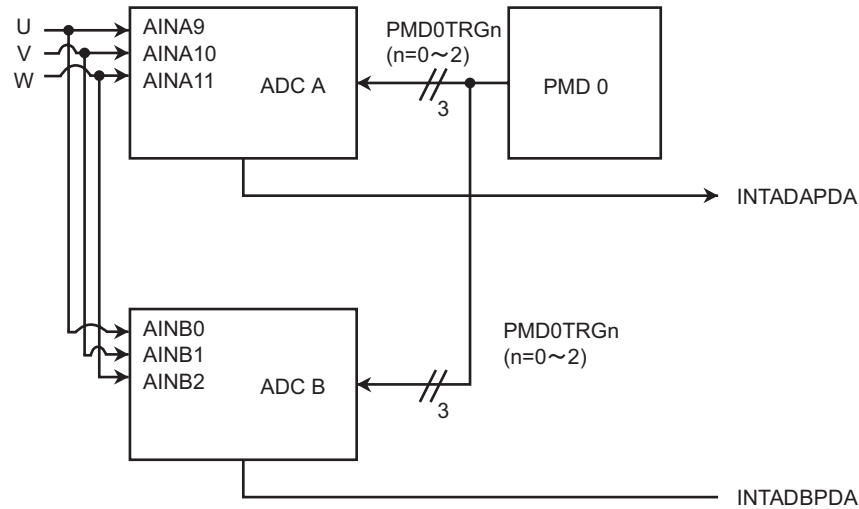 U
V
W
AINA9
AINA10
AINA11
ADC A
PMD0TRGn
(n=0～2)
3
PMD 0
INTADAPDA
AINB0
AINB1
AINB2
ADC B
PMD0TRGn
(n=0～2)
3
INTADBPDA